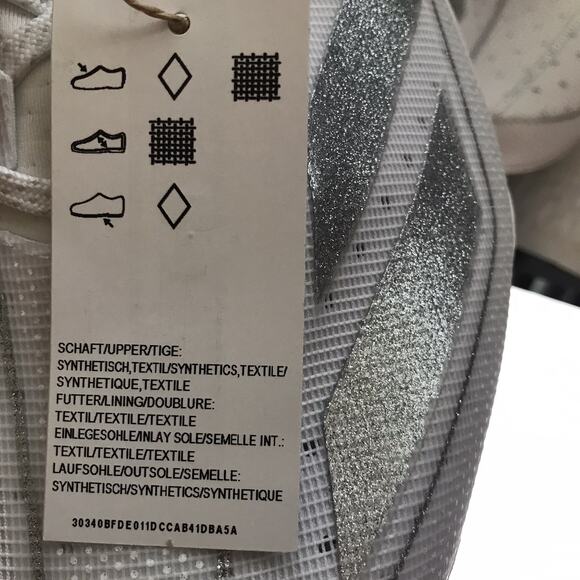 SCHAFT/UPPER/TIGE:
SYNTHETISCH,TEXTIL/SYNTHETICS,TEXTILE/
SYNTHETIQUE,TEXTILE
FUTTER/LINING/DOUBLURE:
TEXTIL/TEXTILE/TEXTILE
EINLEGESOHLE/INLAY SOLE/SEMELLE INT.:
TEXTIL/TEXTILE/TEXTILE
LAUFSOHLE/OUTSOLE/SEMELLE:
SYNTHETISCH/SYNTHETICS/SYNTHETIQUE
30340BFDE011DCCAB41DBA5A